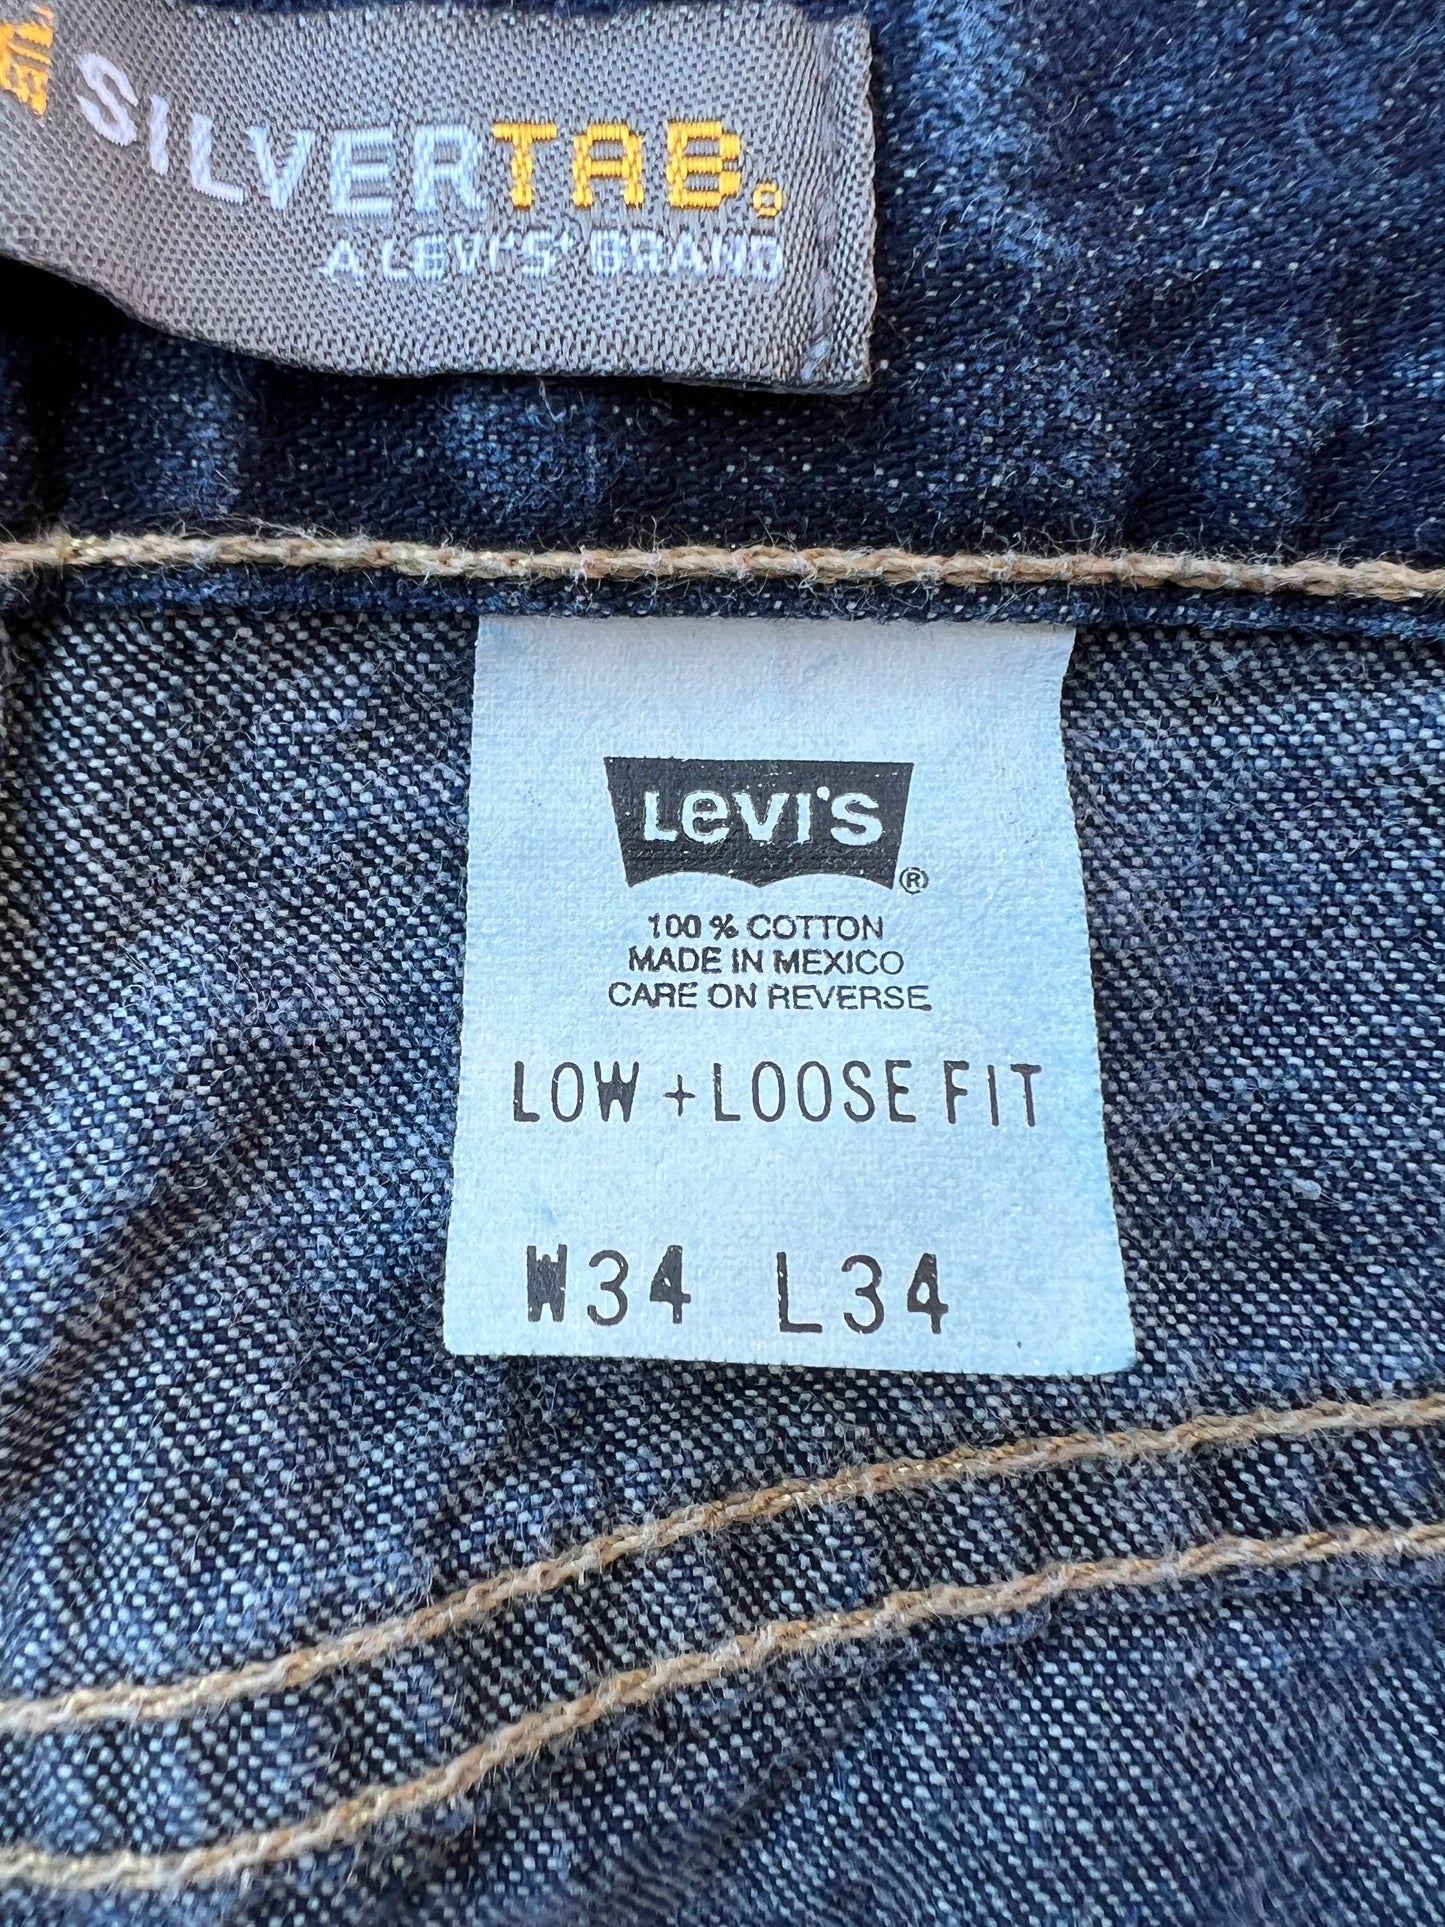 SILVERTAB
A LEVI'S BRAND
LEVI'S ®
100 % COTTON
MADE IN MEXICO
CARE ON REVERSE
LOW + LOOSE FIT
W34 L34